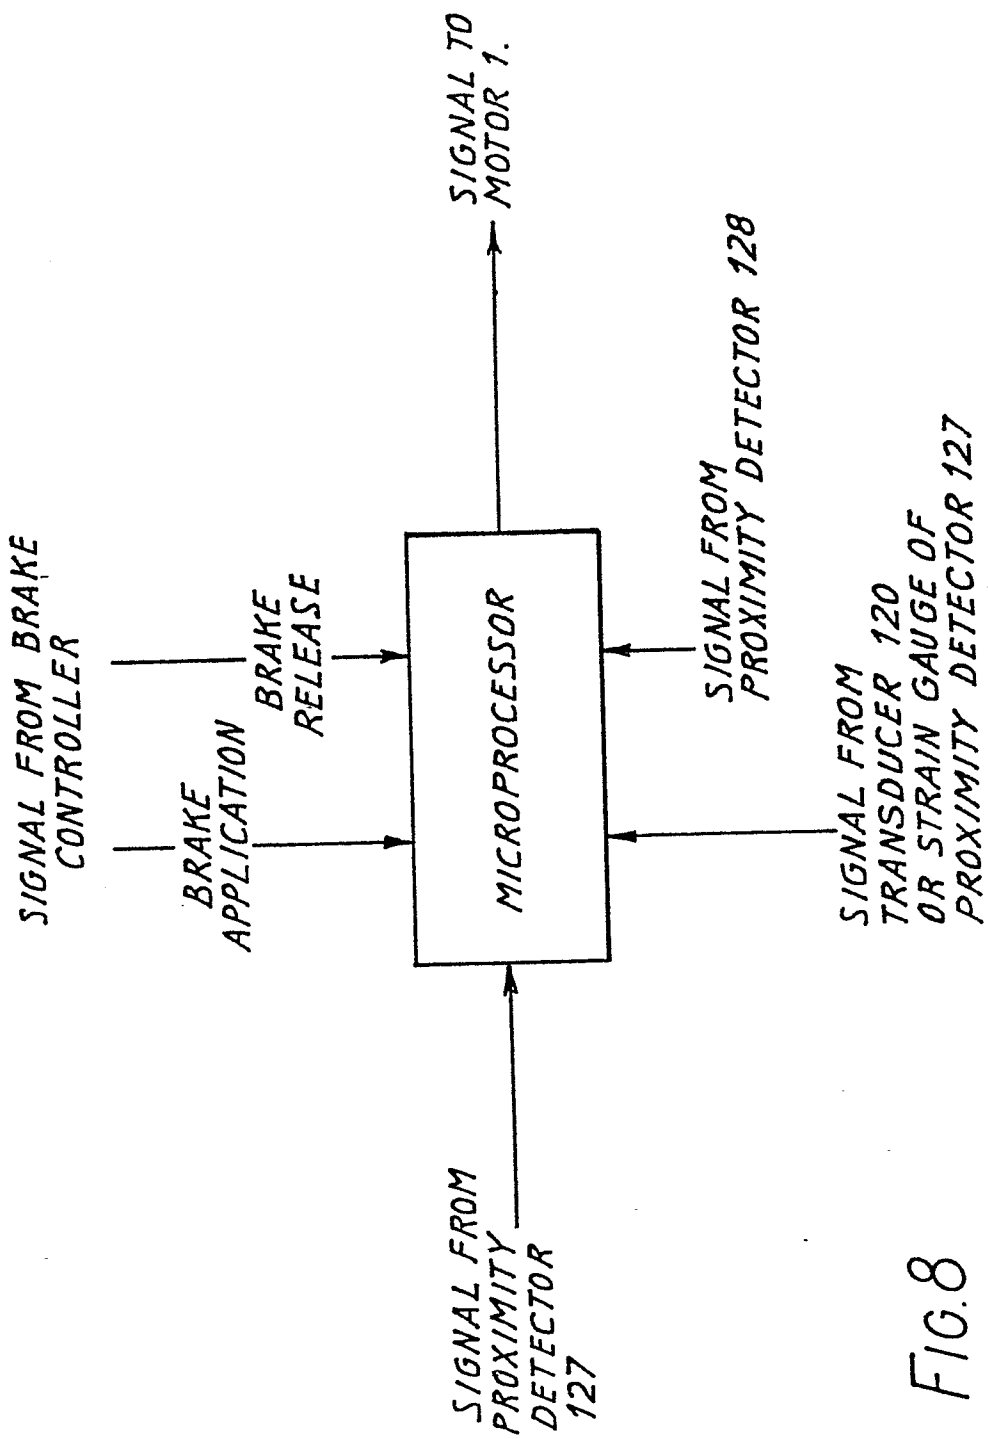 SIGNAL FROM BRAKE
CONTROLLER
BRAKE
APPLICATION
BRAKE
RELEASE
SIGNAL FROM
PROXIMITY
DETECTOR
127
MICROPROCESSOR
SIGNAL TO
MOTOR 1.
SIGNAL FROM
TRANSDUCER 120
OR STRAIN GAUGE OF
PROXIMITY DETECTOR 127
SIGNAL FROM
PROXIMITY DETECTOR 128
FIG.8